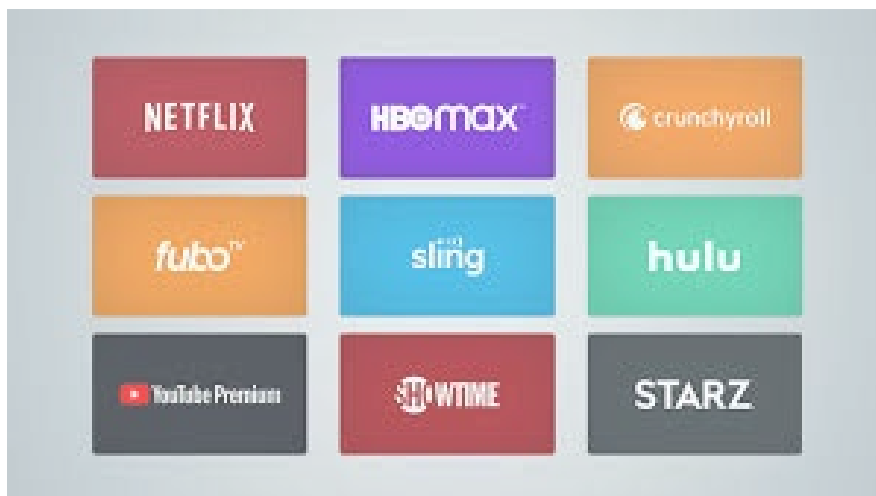 NETFLIX
HBOmax
crunchyroll
fuboTV
sling
hulu
YouTube Premium
SHOWTIME
STARZ